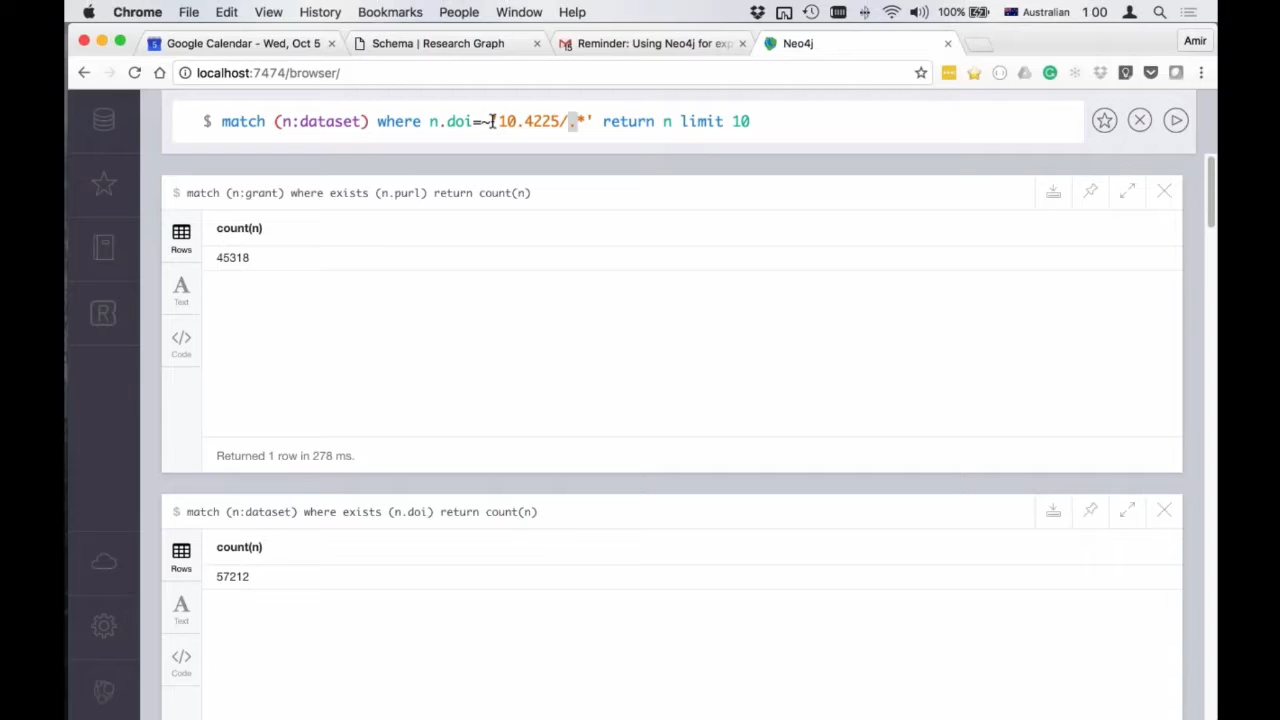 Chrome File Edit View History Bookmarks People Window Help 100% Australian 1 00
5 Google Calendar - Wed, Oct 5 Schema | Research Graph Reminder: Using Neo4j for exp Neo4j Amir
localhost:7474/browser/
$ match (n:dataset) where n.doi=~'10.4225/.*' return n limit 10
$ match (n:grant) where exists (n.purl) return count(n)
count(n)
Rows
45318
A
Text
</>
Code
Returned 1 row in 278 ms.
$ match (n:dataset) where exists (n.doi) return count(n)
count(n)
Rows
57212
A
Text
</>
Code